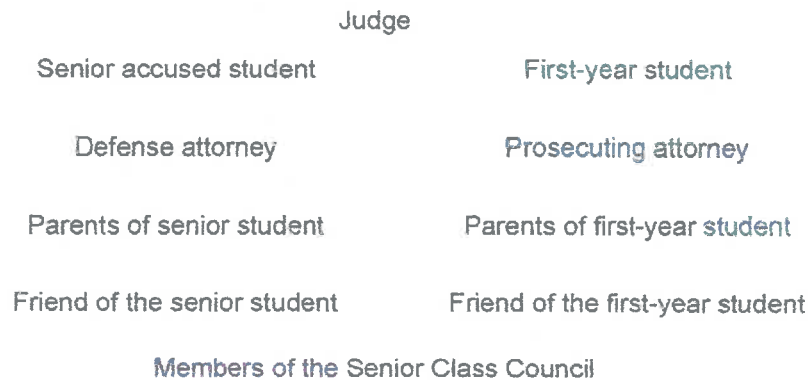 Judge
Senior accused student First-year student
Defense attorney Prosecuting attorney
Parents of senior student Parents of first-year student
Friend of the senior student Friend of the first-year student
Members of the Senior Class Council